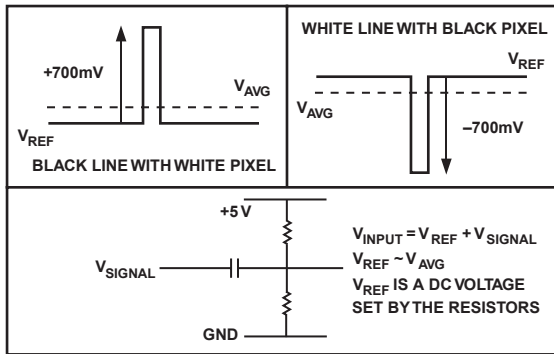 +700mV
V_AVG
V_REF
BLACK LINE WITH WHITE PIXEL
WHITE LINE WITH BLACK PIXEL
V_REF
V_AVG
–700mV
+5V
V_SIGNAL
GND
V_INPUT = V_REF + V_SIGNAL
V_REF ~ V_AVG
V_REF IS A DC VOLTAGE
SET BY THE RESISTORS